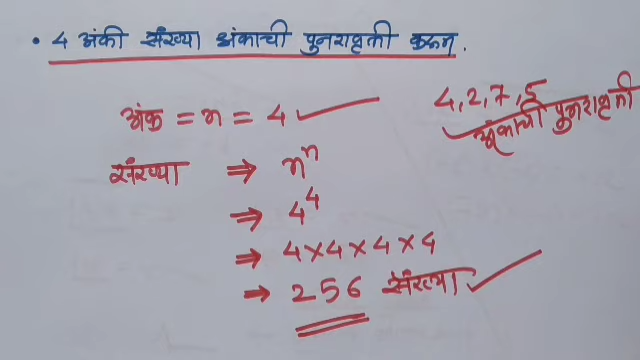 • 4 अंकी संख्या अंकाची पुनरावृत्ती करून.
4, 2, 7, 5
अंकाची पुनरावृत्ती
अंक = n = 4
संख्या ⇒ nⁿ
⇒ 4⁴
⇒ 4×4×4×4
⇒ 256 संख्या